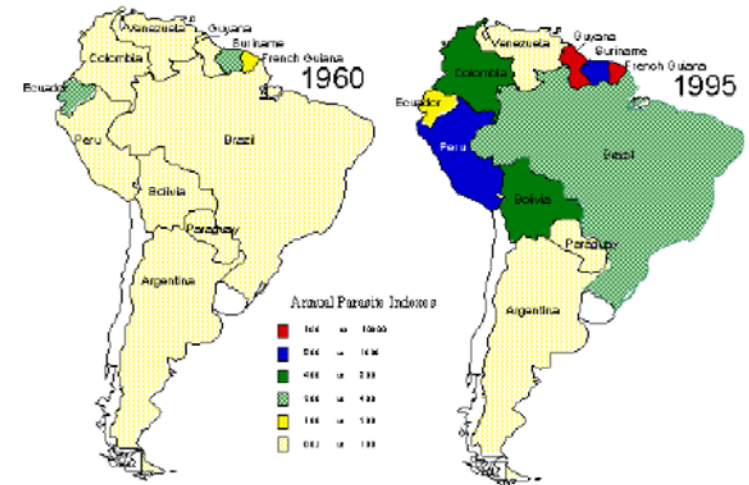 Venezuela
Guyana
Suriname
French Guiana
Colombia
1960
Ecuador
Peru
Brazil
Bolivia
Paraguay
Argentina
Venezuela
Guyana
Suriname
French Guiana
Colombia
1995
Ecuador
Peru
Brazil
Bolivia
Paraguay
Argentina
Annual Parasite Indexes